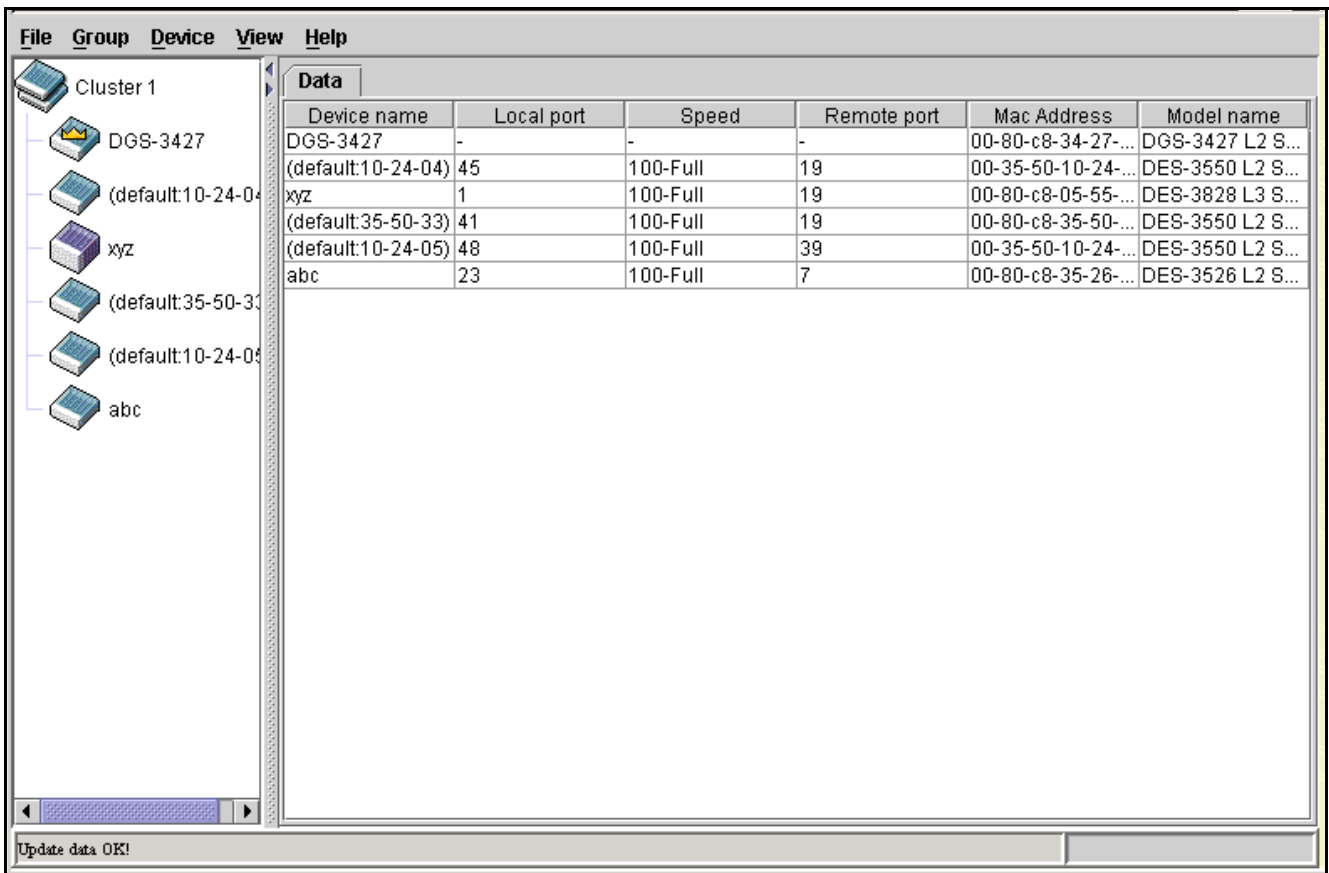 File Group Device View Help
Cluster 1
DGS-3427
(default:10-24-04
xyz
(default:35-50-33
(default:10-24-05
abc
Data
Device name Local port Speed Remote port Mac Address Model name
DGS-3427 - - - 00-80-c8-34-27-... DGS-3427 L2 S...
(default:10-24-04) 45 100-Full 19 00-35-50-10-24-... DES-3550 L2 S...
xyz 1 100-Full 19 00-80-c8-05-55-... DES-3828 L3 S...
(default:35-50-33) 41 100-Full 19 00-80-c8-35-50-... DES-3550 L2 S...
(default:10-24-05) 48 100-Full 39 00-35-50-10-24-... DES-3550 L2 S...
abc 23 100-Full 7 00-80-c8-35-26-... DES-3526 L2 S...
Update data OK!